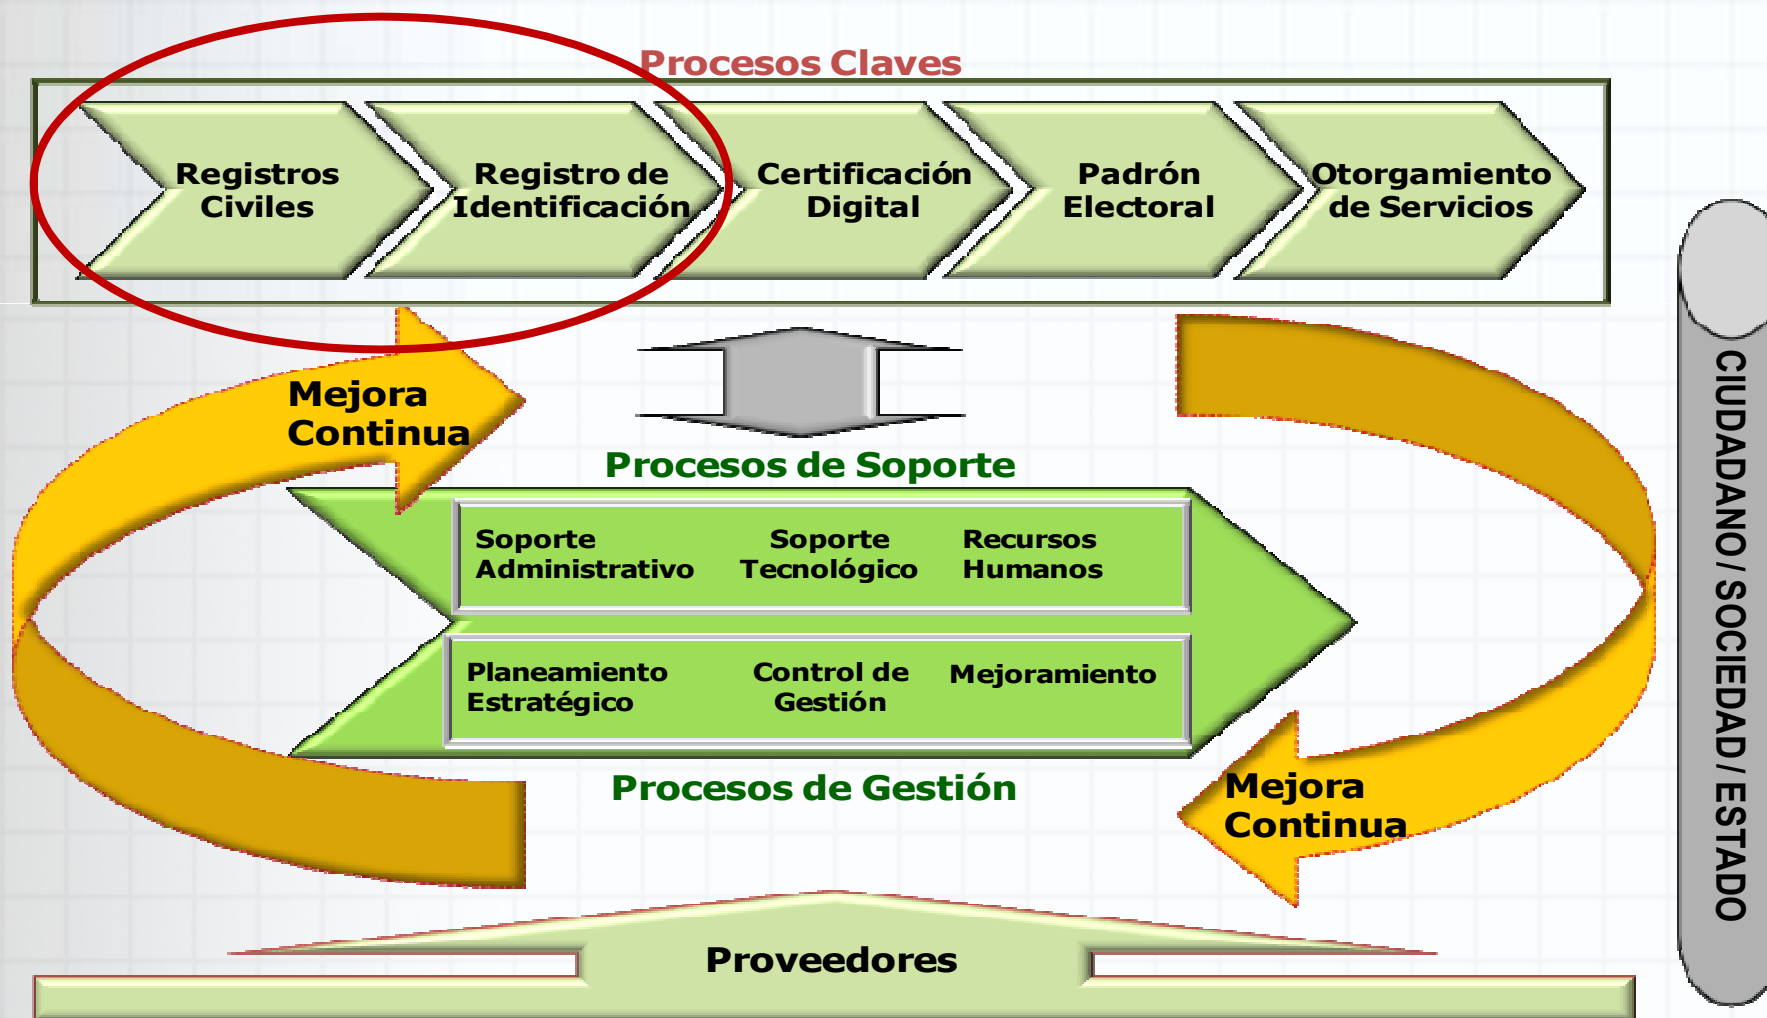 Procesos Claves
Registros
Civiles
Registro de
Identificación
Certificación
Digital
Padrón
Electoral
Otorgamiento
de Servicios
Mejora
Continua
Procesos de Soporte
Soporte
Administrativo
Soporte
Tecnológico
Recursos
Humanos
Planeamiento
Estratégico
Control de
Gestión
Mejoramiento
Procesos de Gestión
Mejora
Continua
Proveedores
CIUDADANO / SOCIEDAD / ESTADO